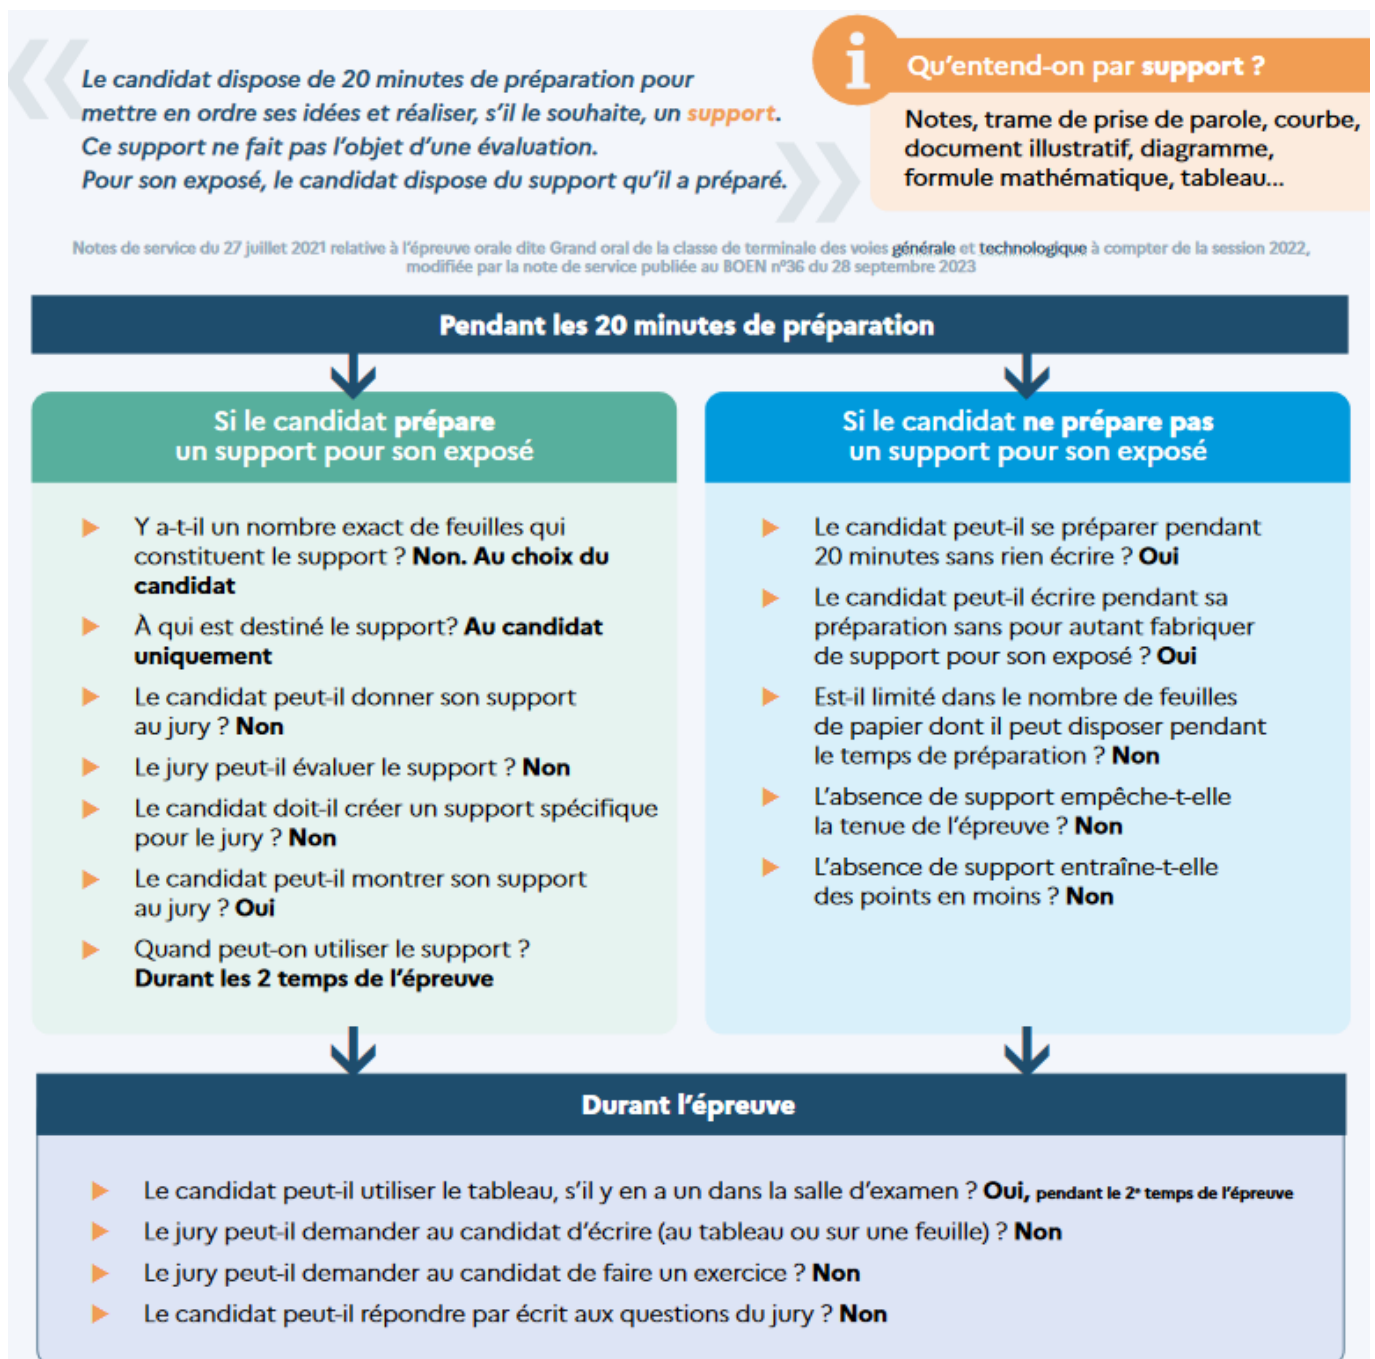 Le candidat dispose de 20 minutes de préparation pour
mettre en ordre ses idées et réaliser, s'il le souhaite, un support.
Ce support ne fait pas l'objet d'une évaluation.
Pour son exposé, le candidat dispose du support qu'il a préparé.
Qu'entend-on par support ?
Notes, trame de prise de parole, courbe,
document illustratif, diagramme,
formule mathématique, tableau...
Notes de service du 27 juillet 2021 relative à l'épreuve orale dite Grand oral de la classe de terminale des voies générale et technologique à compter de la session 2022,
modifiée par la note de service publiée au BOEN n°36 du 28 septembre 2023
Pendant les 20 minutes de préparation
Si le candidat prépare
un support pour son exposé
Y a-t-il un nombre exact de feuilles qui
constituent le support ? Non. Au choix du
candidat
À qui est destiné le support? Au candidat
uniquement
Le candidat peut-il donner son support
au jury ? Non
Le jury peut-il évaluer le support ? Non
Le candidat doit-il créer un support spécifique
pour le jury ? Non
Le candidat peut-il montrer son support
au jury ? Oui
Quand peut-on utiliser le support ?
Durant les 2 temps de l'épreuve
Si le candidat ne prépare pas
un support pour son exposé
Le candidat peut-il se préparer pendant
20 minutes sans rien écrire ? Oui
Le candidat peut-il écrire pendant sa
préparation sans pour autant fabriquer
de support pour son exposé ? Oui
Est-il limité dans le nombre de feuilles
de papier dont il peut disposer pendant
le temps de préparation ? Non
L'absence de support empêche-t-elle
la tenue de l'épreuve ? Non
L'absence de support entraîne-t-elle
des points en moins ? Non
Durant l'épreuve
Le candidat peut-il utiliser le tableau, s'il y en a un dans la salle d'examen ? Oui, pendant le 2e temps de l'épreuve
Le jury peut-il demander au candidat d'écrire (au tableau ou sur une feuille) ? Non
Le jury peut-il demander au candidat de faire un exercice ? Non
Le candidat peut-il répondre par écrit aux questions du jury ? Non